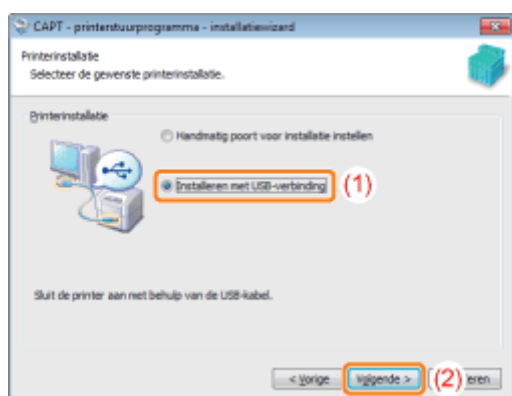 CAPT - printerstuurprogramma - installatiewizard
Printerinstallatie
Selecteer de gewenste printerinstallatie.
Printerinstallatie
Handmatig poort voor installatie instellen
Installeren met USB-verbinding (1)
Sluit de printer aan met behulp van de USB-kabel.
< Vorige Volgende > (2) eren